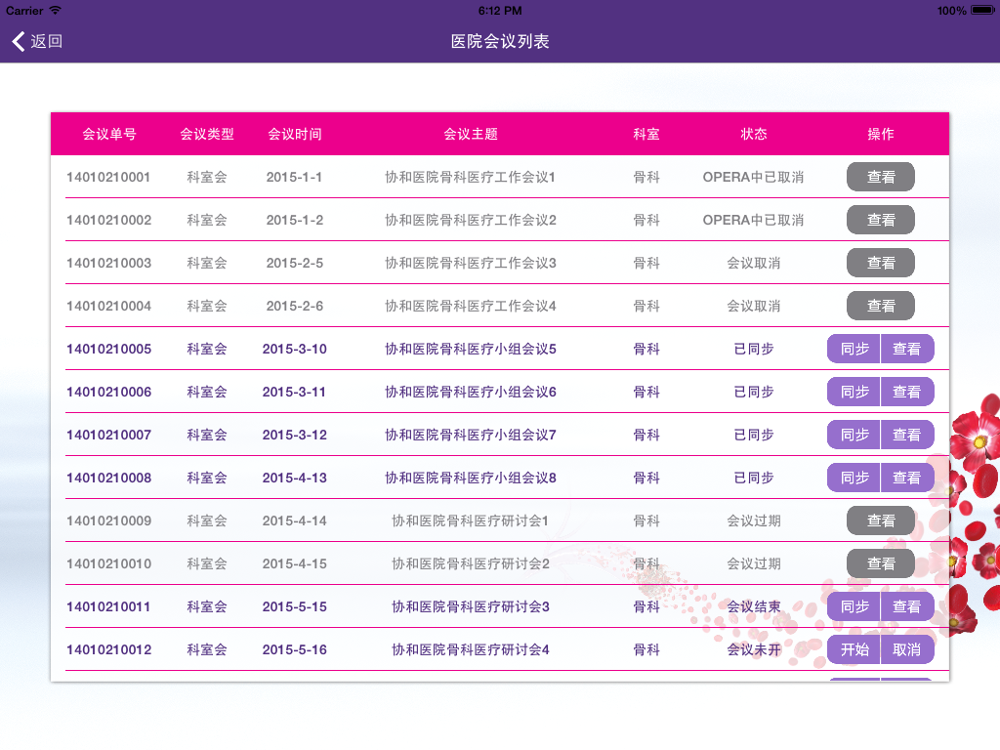 Carrier 6:12 PM 100%
返回 医院会议列表
会议单号 会议类型 会议时间 会议主题 科室 状态 操作
14010210001 科室会 2015-1-1 协和医院骨科医疗工作会议1 骨科 OPERA中已取消 查看
14010210002 科室会 2015-1-2 协和医院骨科医疗工作会议2 骨科 OPERA中已取消 查看
14010210003 科室会 2015-2-5 协和医院骨科医疗工作会议3 骨科 会议取消 查看
14010210004 科室会 2015-2-6 协和医院骨科医疗工作会议4 骨科 会议取消 查看
14010210005 科室会 2015-3-10 协和医院骨科医疗小组会议5 骨科 已同步 同步 查看
14010210006 科室会 2015-3-11 协和医院骨科医疗小组会议6 骨科 已同步 同步 查看
14010210007 科室会 2015-3-12 协和医院骨科医疗小组会议7 骨科 已同步 同步 查看
14010210008 科室会 2015-4-13 协和医院骨科医疗小组会议8 骨科 已同步 同步 查看
14010210009 科室会 2015-4-14 协和医院骨科医疗研讨会1 骨科 会议过期 查看
14010210010 科室会 2015-4-15 协和医院骨科医疗研讨会2 骨科 会议过期 查看
14010210011 科室会 2015-5-15 协和医院骨科医疗研讨会3 骨科 会议结束 同步 查看
14010210012 科室会 2015-5-16 协和医院骨科医疗研讨会4 骨科 会议未开 开始 取消